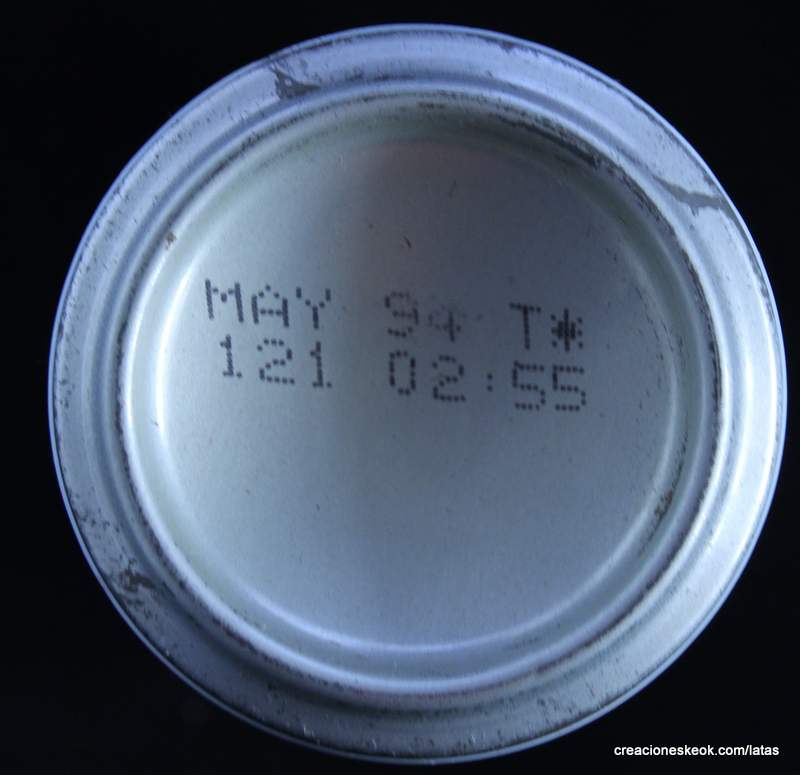 MAY 94 T*
121 02:55
creacioneskeok.com/latas